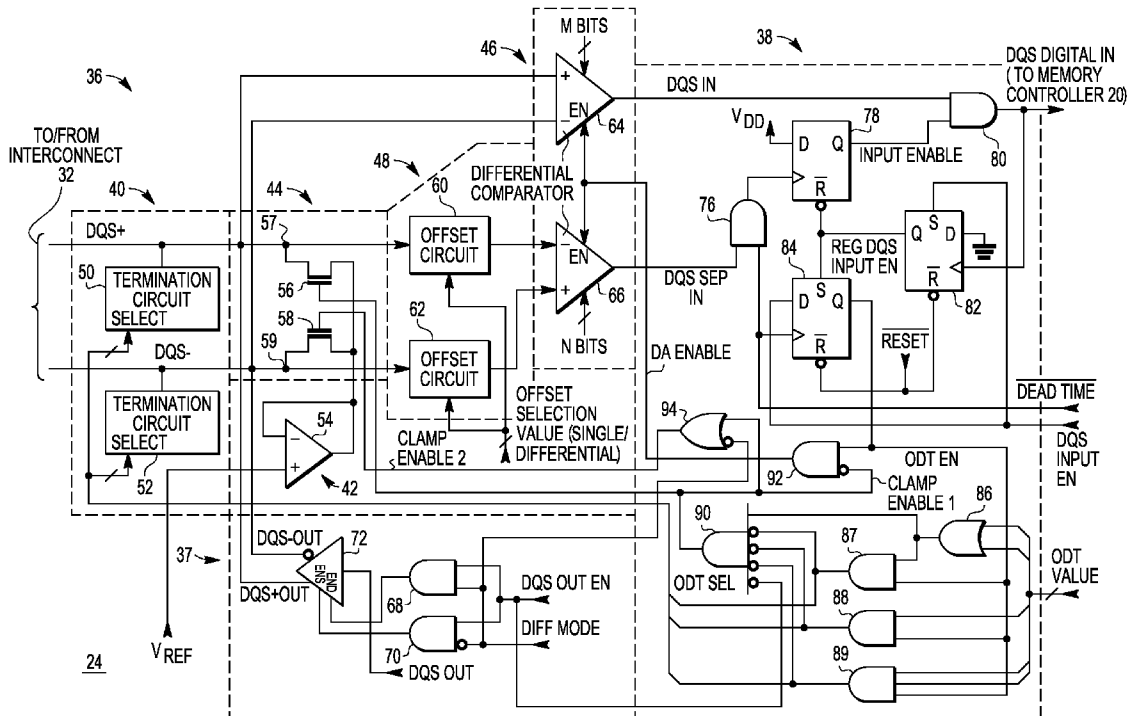 M BITS
46
38
DQS DIGITAL IN
(TO MEMORY
CONTROLLER 20)
36
+
DQS IN
EN
−
64
VDD
78
D Q
R
INPUT ENABLE
80
TO/FROM
INTERCONNECT
32
40
44
48
60
DIFFERENTIAL
COMPARATOR
76
DQS+
57
OFFSET
CIRCUIT
−
EN
+
66
DQS SEP
IN
REG DQS
INPUT EN
S
Q D
R
82
50
TERMINATION
CIRCUIT
SELECT
56
58
62
84
S
D Q
R
DQS-
59
OFFSET
CIRCUIT
N BITS
DA ENABLE
RESET
TERMINATION
CIRCUIT
SELECT
52
54
−
+
42
CLAMP
ENABLE 2
OFFSET
SELECTION
VALUE (SINGLE/
DIFFERENTIAL)
94
DEAD TIME
DQS
INPUT
EN
92
ODT EN
CLAMP
ENABLE 1
37
DQS-OUT
72
DQS+OUT
ENS
END
68
70
DQS OUT EN
DIFF MODE
DQS OUT
90
ODT SEL
86
87
88
89
ODT
VALUE
VREF
24